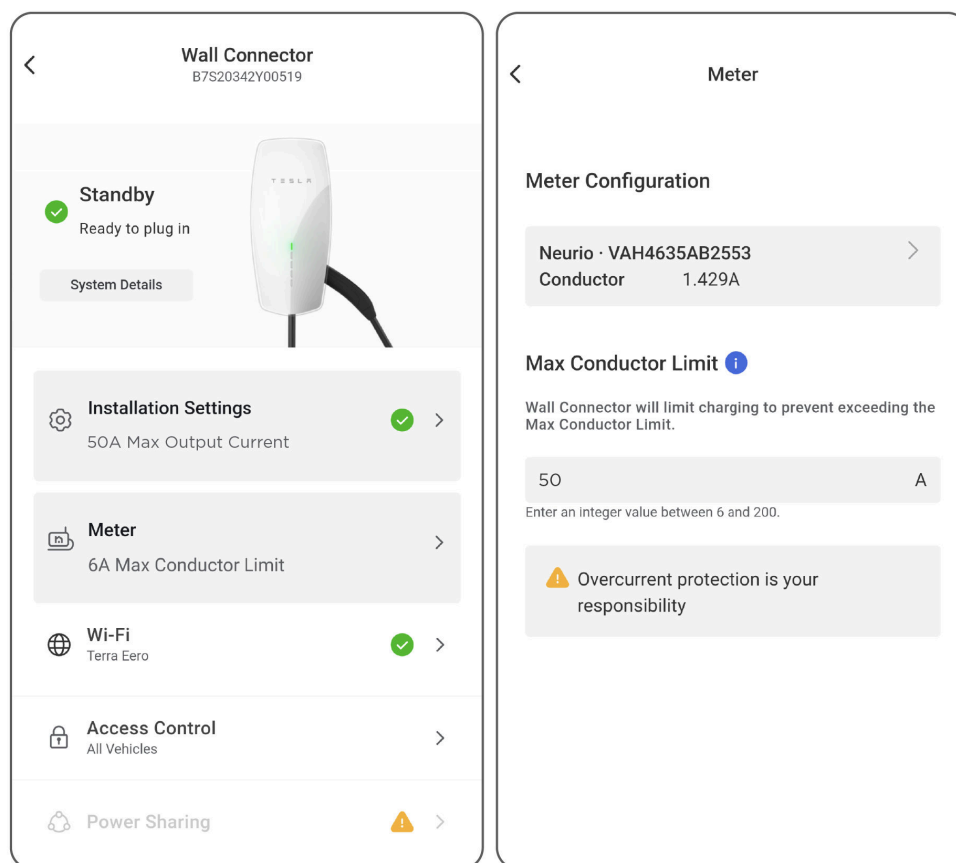 Wall Connector
B7S20342Y00519
Standby
Ready to plug in
System Details
TESLA
Installation Settings
50A Max Output Current
Meter
6A Max Conductor Limit
Wi-Fi
Terra Eero
Access Control
All Vehicles
Power Sharing
Meter
Meter Configuration
Neurio · VAH4635AB2553
Conductor 1.429A
Max Conductor Limit
Wall Connector will limit charging to prevent exceeding the
Max Conductor Limit.
50 A
Enter an integer value between 6 and 200.
Overcurrent protection is your
responsibility